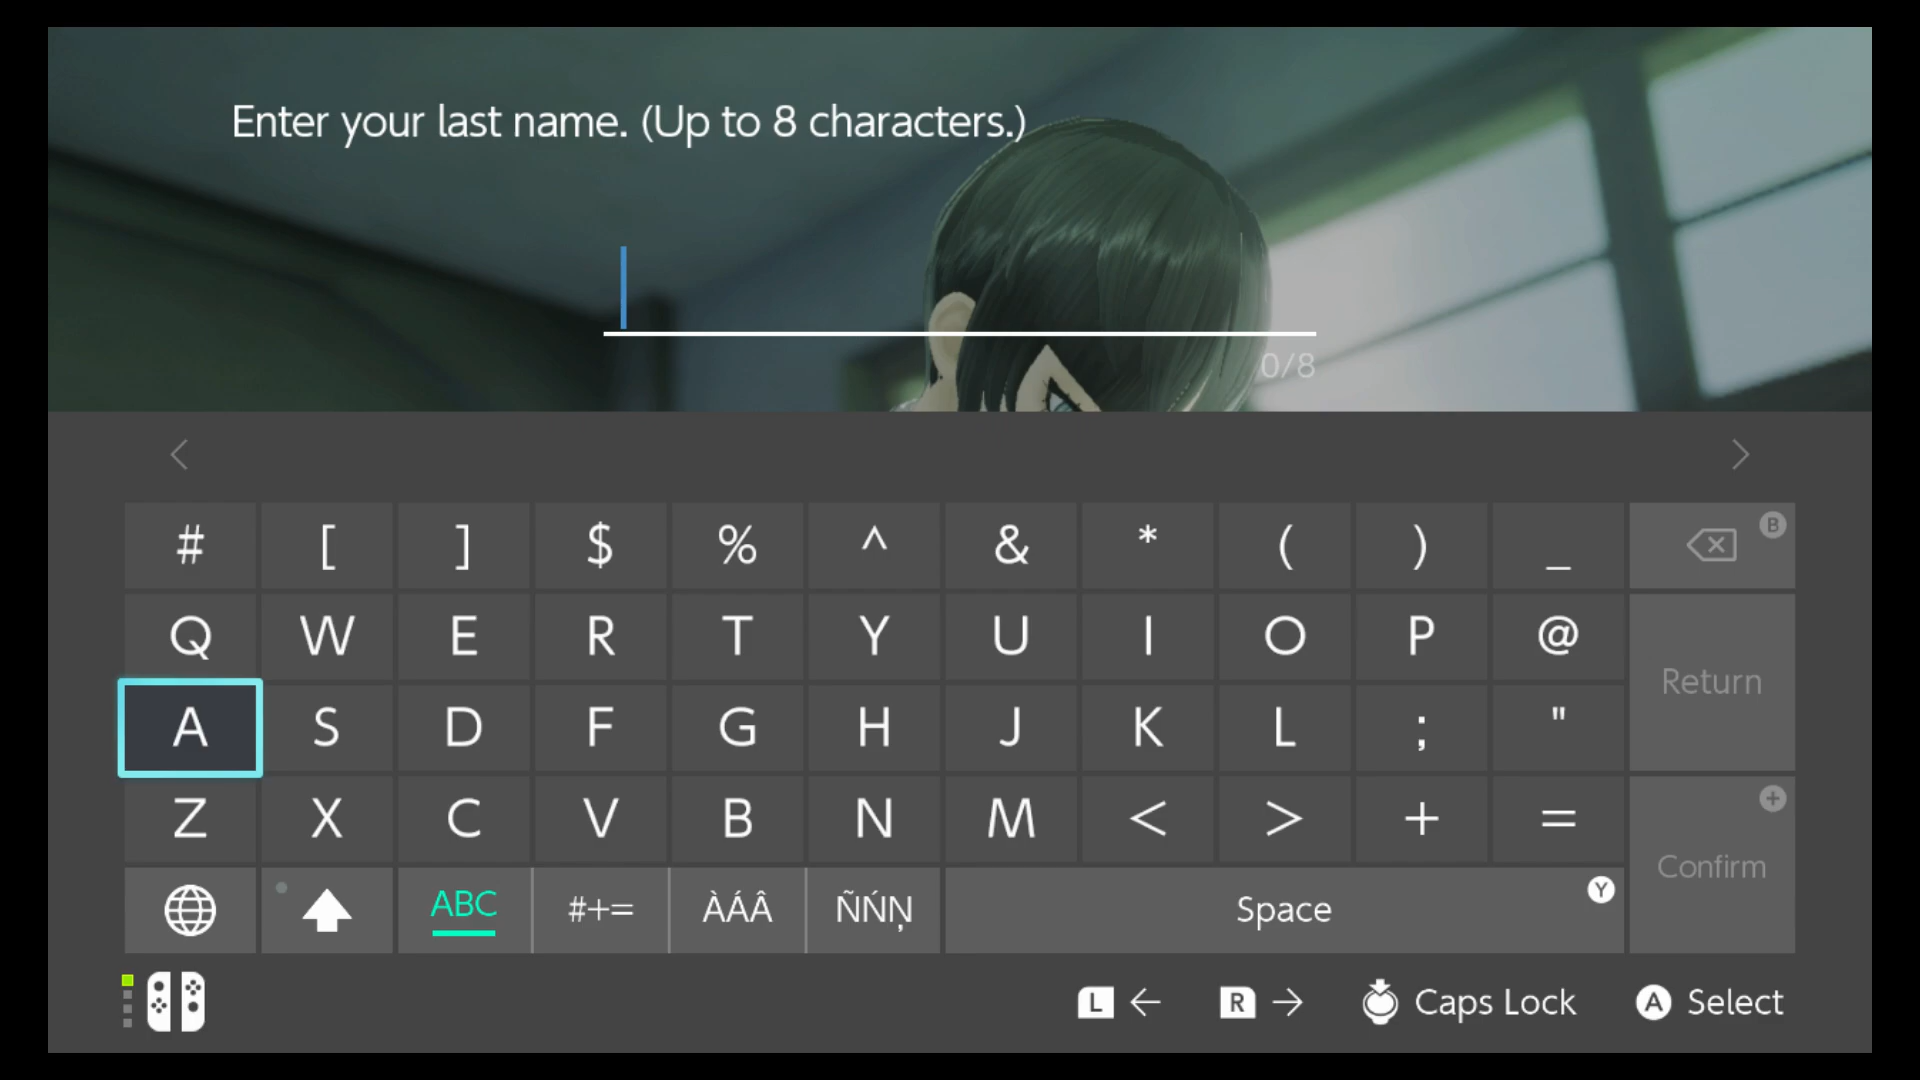 Enter your last name. (Up to 8 characters.)
0/8
# [ ] $ % ^ & * ( ) _ B
Q W E R T Y U I O P @
Return
A S D F G H J K L ; "
Z X C V B N M < > + =
Confirm
ABC #+= ÀÁÂ ÑŃŅ Space Y
L ← R → Caps Lock A Select